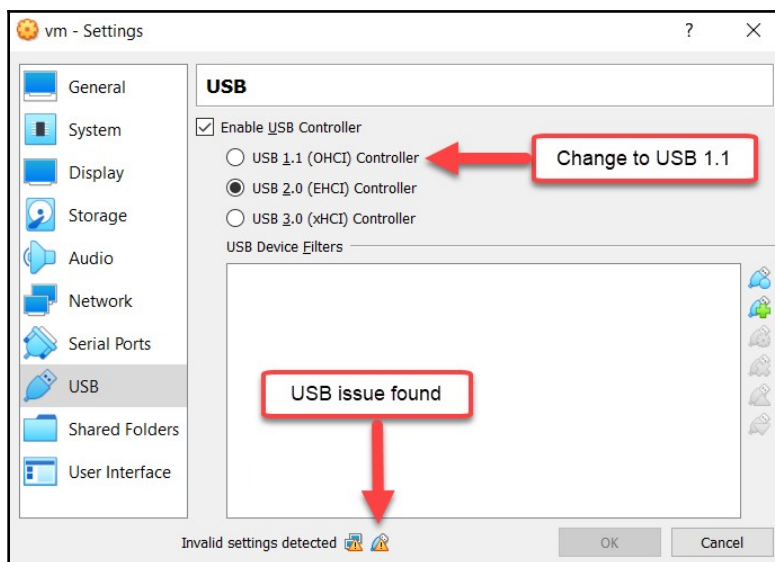 vm - Settings
?
General
System
Display
Storage
Audio
Network
Serial Ports
USB
Shared Folders
User Interface
USB
Enable USB Controller
USB 1.1 (OHCI) Controller
Change to USB 1.1
USB 2.0 (EHCI) Controller
USB 3.0 (xHCI) Controller
USB Device Filters
USB issue found
Invalid settings detected
OK
Cancel